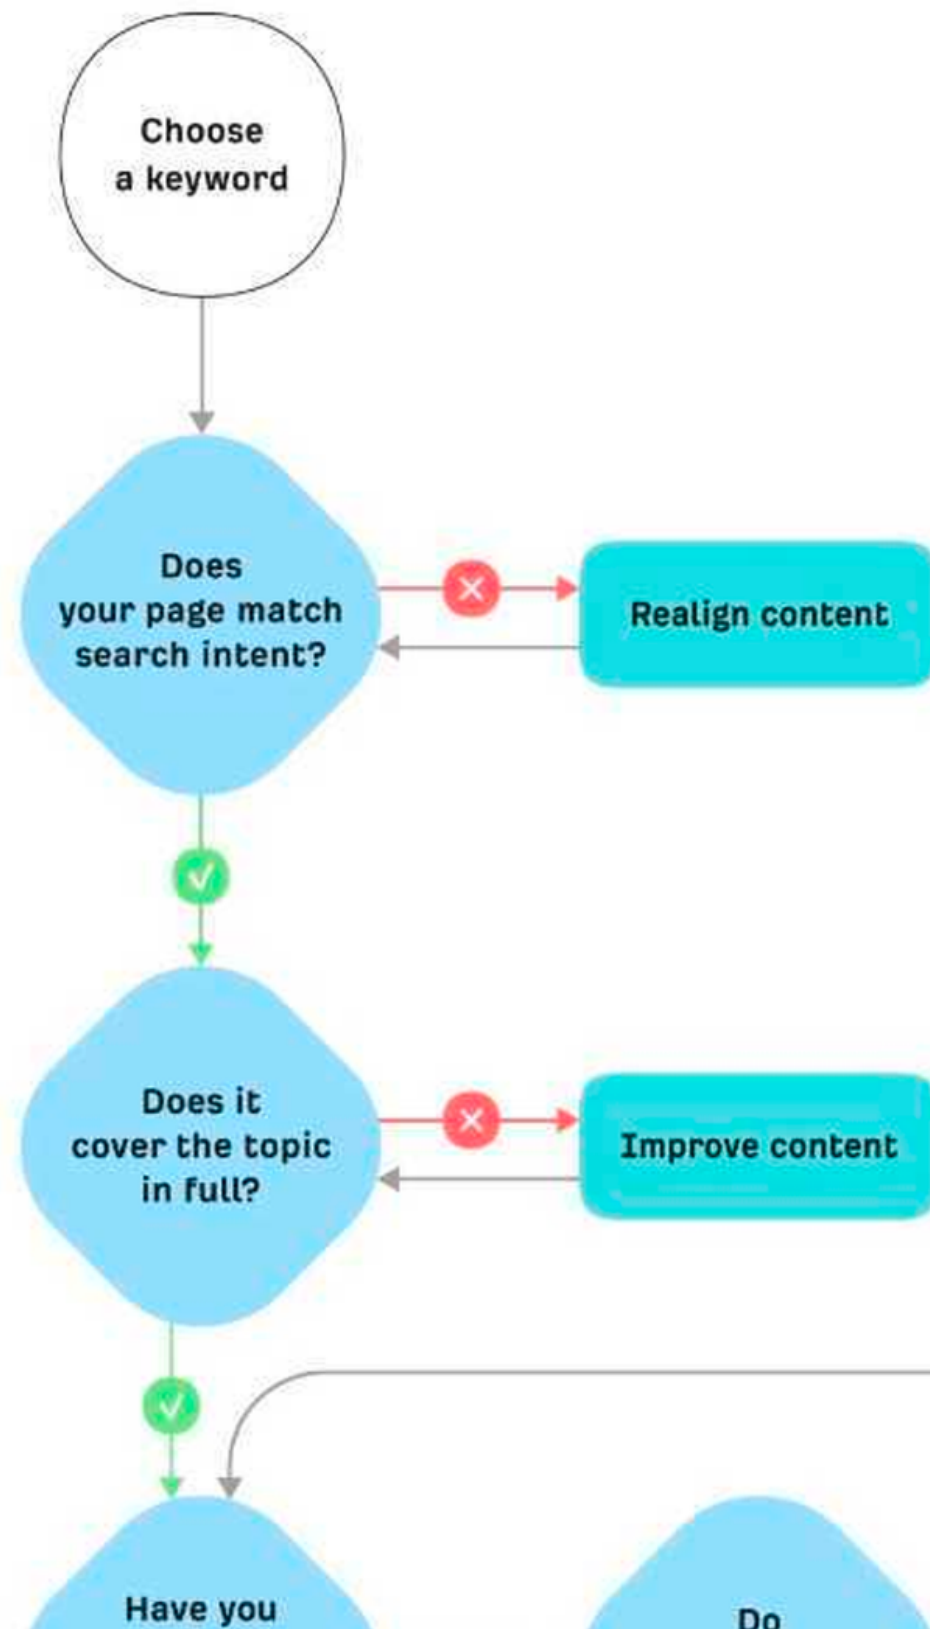 Choose
a keyword
Does
your page match
search intent?
Realign content
Does it
cover the topic
in full?
Improve content
Have you
Do